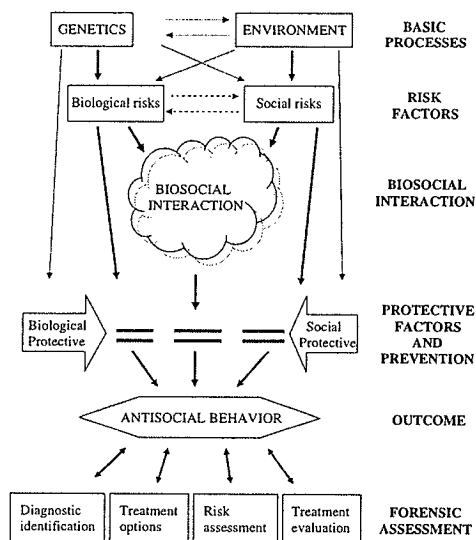 GENETICS
ENVIRONMENT
BASIC
PROCESSES
Biological risks
Social risks
RISK
FACTORS
BIOSOCIAL
INTERACTION
BIOSOCIAL
INTERACTION
Biological
Protective
Social
Protective
PROTECTIVE
FACTORS
AND
PREVENTION
ANTISOCIAL BEHAVIOR
OUTCOME
Diagnostic
identification
Treatment
options
Risk
assessment
Treatment
evaluation
FORENSIC
ASSESSMENT